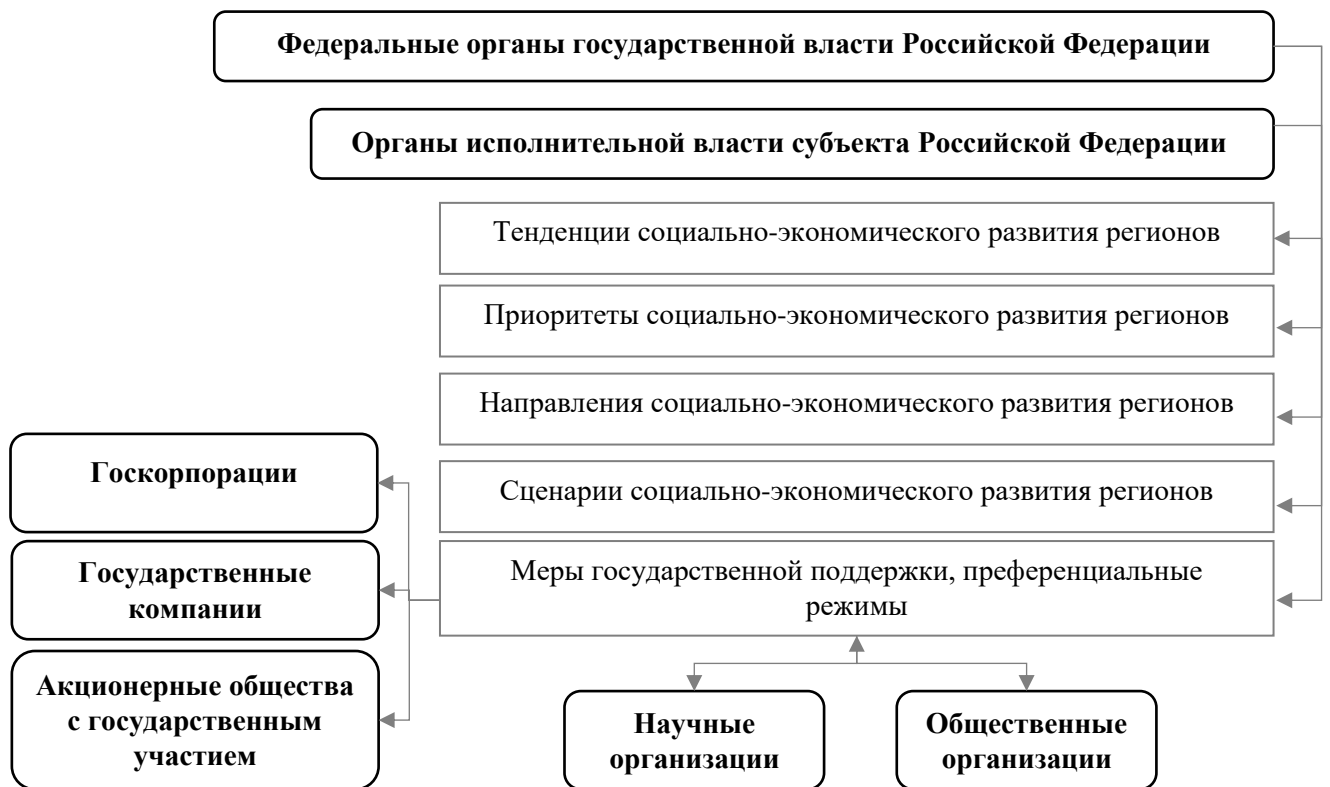 Федеральные органы государственной власти Российской Федерации
Органы исполнительной власти субъекта Российской Федерации
Тенденции социально-экономического развития регионов
Приоритеты социально-экономического развития регионов
Направления социально-экономического развития регионов
Госкорпорации
Сценарии социально-экономического развития регионов
Государственные
компании
Меры государственной поддержки, преференциальные
режимы
Акционерные общества
с государственным
участием
Научные
организации
Общественные
организации